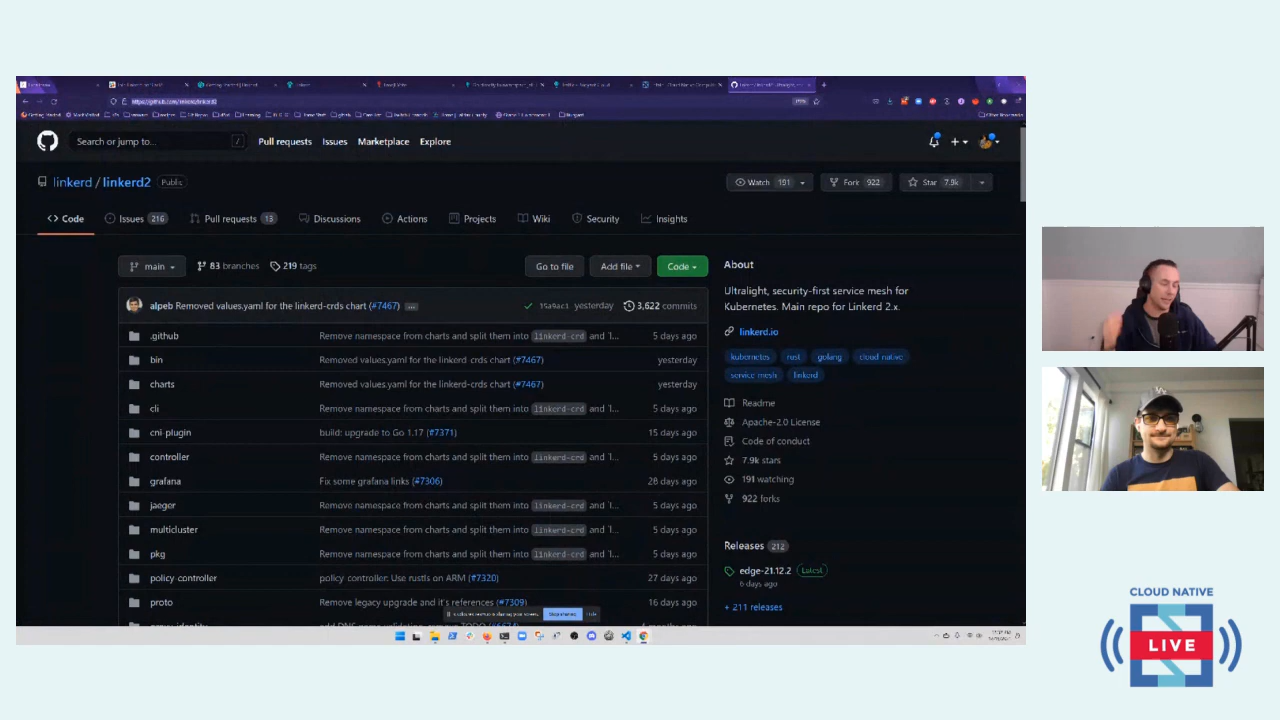 Search or jump to...
/
Pull requests
Issues
Marketplace
Explore
linkerd / linkerd2
Public
Watch 191
Fork 922
Star 7.9k
Code
Issues 216
Pull requests 13
Discussions
Actions
Projects
Wiki
Security
Insights
main
83 branches
219 tags
Go to file
Add file
Code
alpeb Removed values.yaml for the linkerd-crds chart (#7467) ...
35a9ac1 yesterday
3,622 commits
.github
Remove namespace from charts and split them into linkerd-crd and `l...
5 days ago
bin
Removed values.yaml for the linkerd-crds chart (#7467)
yesterday
charts
Removed values.yaml for the linkerd-crds chart (#7467)
yesterday
cli
Remove namespace from charts and split them into linkerd-crd and `l...
5 days ago
cni-plugin
build: upgrade to Go 1.17 (#7371)
15 days ago
controller
Remove namespace from charts and split them into linkerd-crd and `l...
5 days ago
grafana
Fix some grafana links (#7306)
28 days ago
jaeger
Remove namespace from charts and split them into linkerd-crd and `l...
5 days ago
multicluster
Remove namespace from charts and split them into linkerd-crd and `l...
5 days ago
pkg
Remove namespace from charts and split them into linkerd-crd and `l...
5 days ago
policy-controller
policy-controller: Use rustls on ARM (#7320)
27 days ago
proto
Remove legacy upgrade and it's references (#7309)
16 days ago
About
Ultralight, security-first service mesh for
Kubernetes. Main repo for Linkerd 2.x.
linkerd.io
kubernetes
rust
golang
cloud native
service mesh
linkerd
Readme
Apache-2.0 License
Code of conduct
7.9k stars
191 watching
922 forks
Releases 212
edge-21.12.2
Latest
6 days ago
+ 211 releases
Stop sharing
Hide
CLOUD NATIVE
LIVE